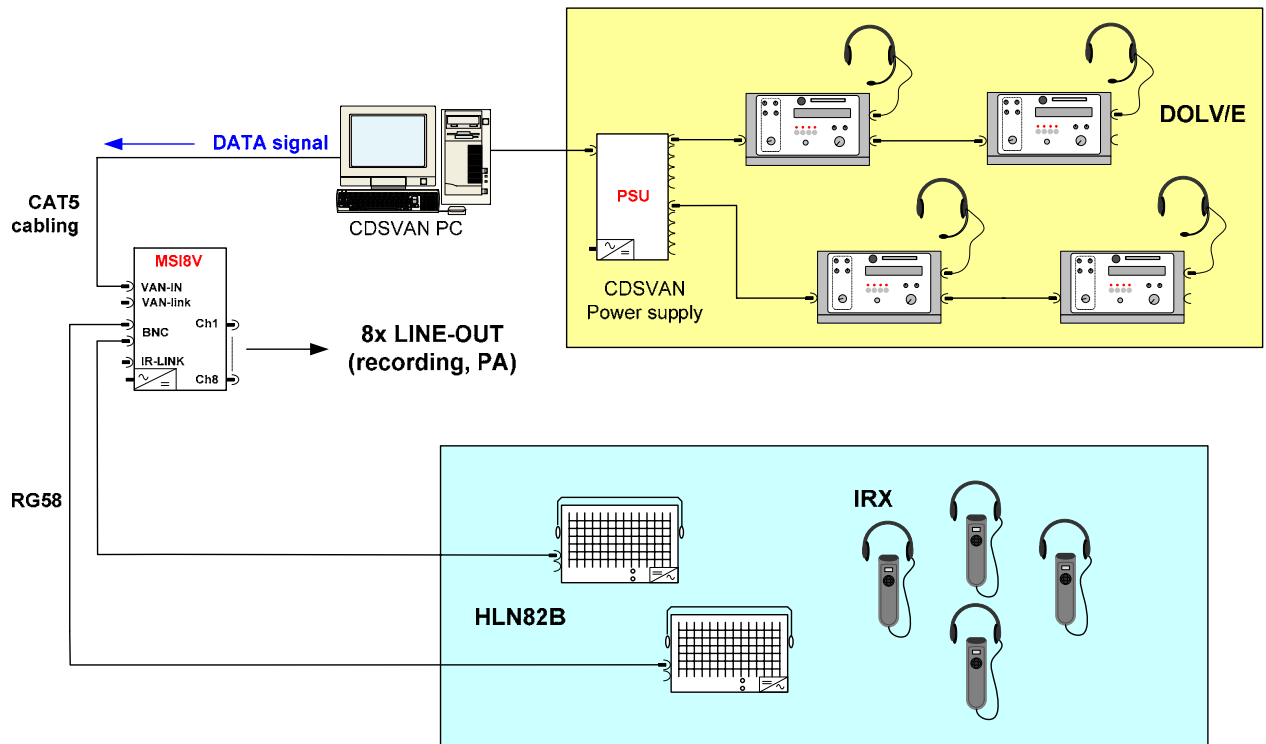 DATA signal
CAT5
cabling
CDSVAN PC
PSU
CDSVAN
Power supply
DOLV/E
MSI8V
VAN-IN
VAN-link
BNC
IR-LINK
Ch1
Ch8
8x LINE-OUT
(recording, PA)
RG58
HLN82B
IRX